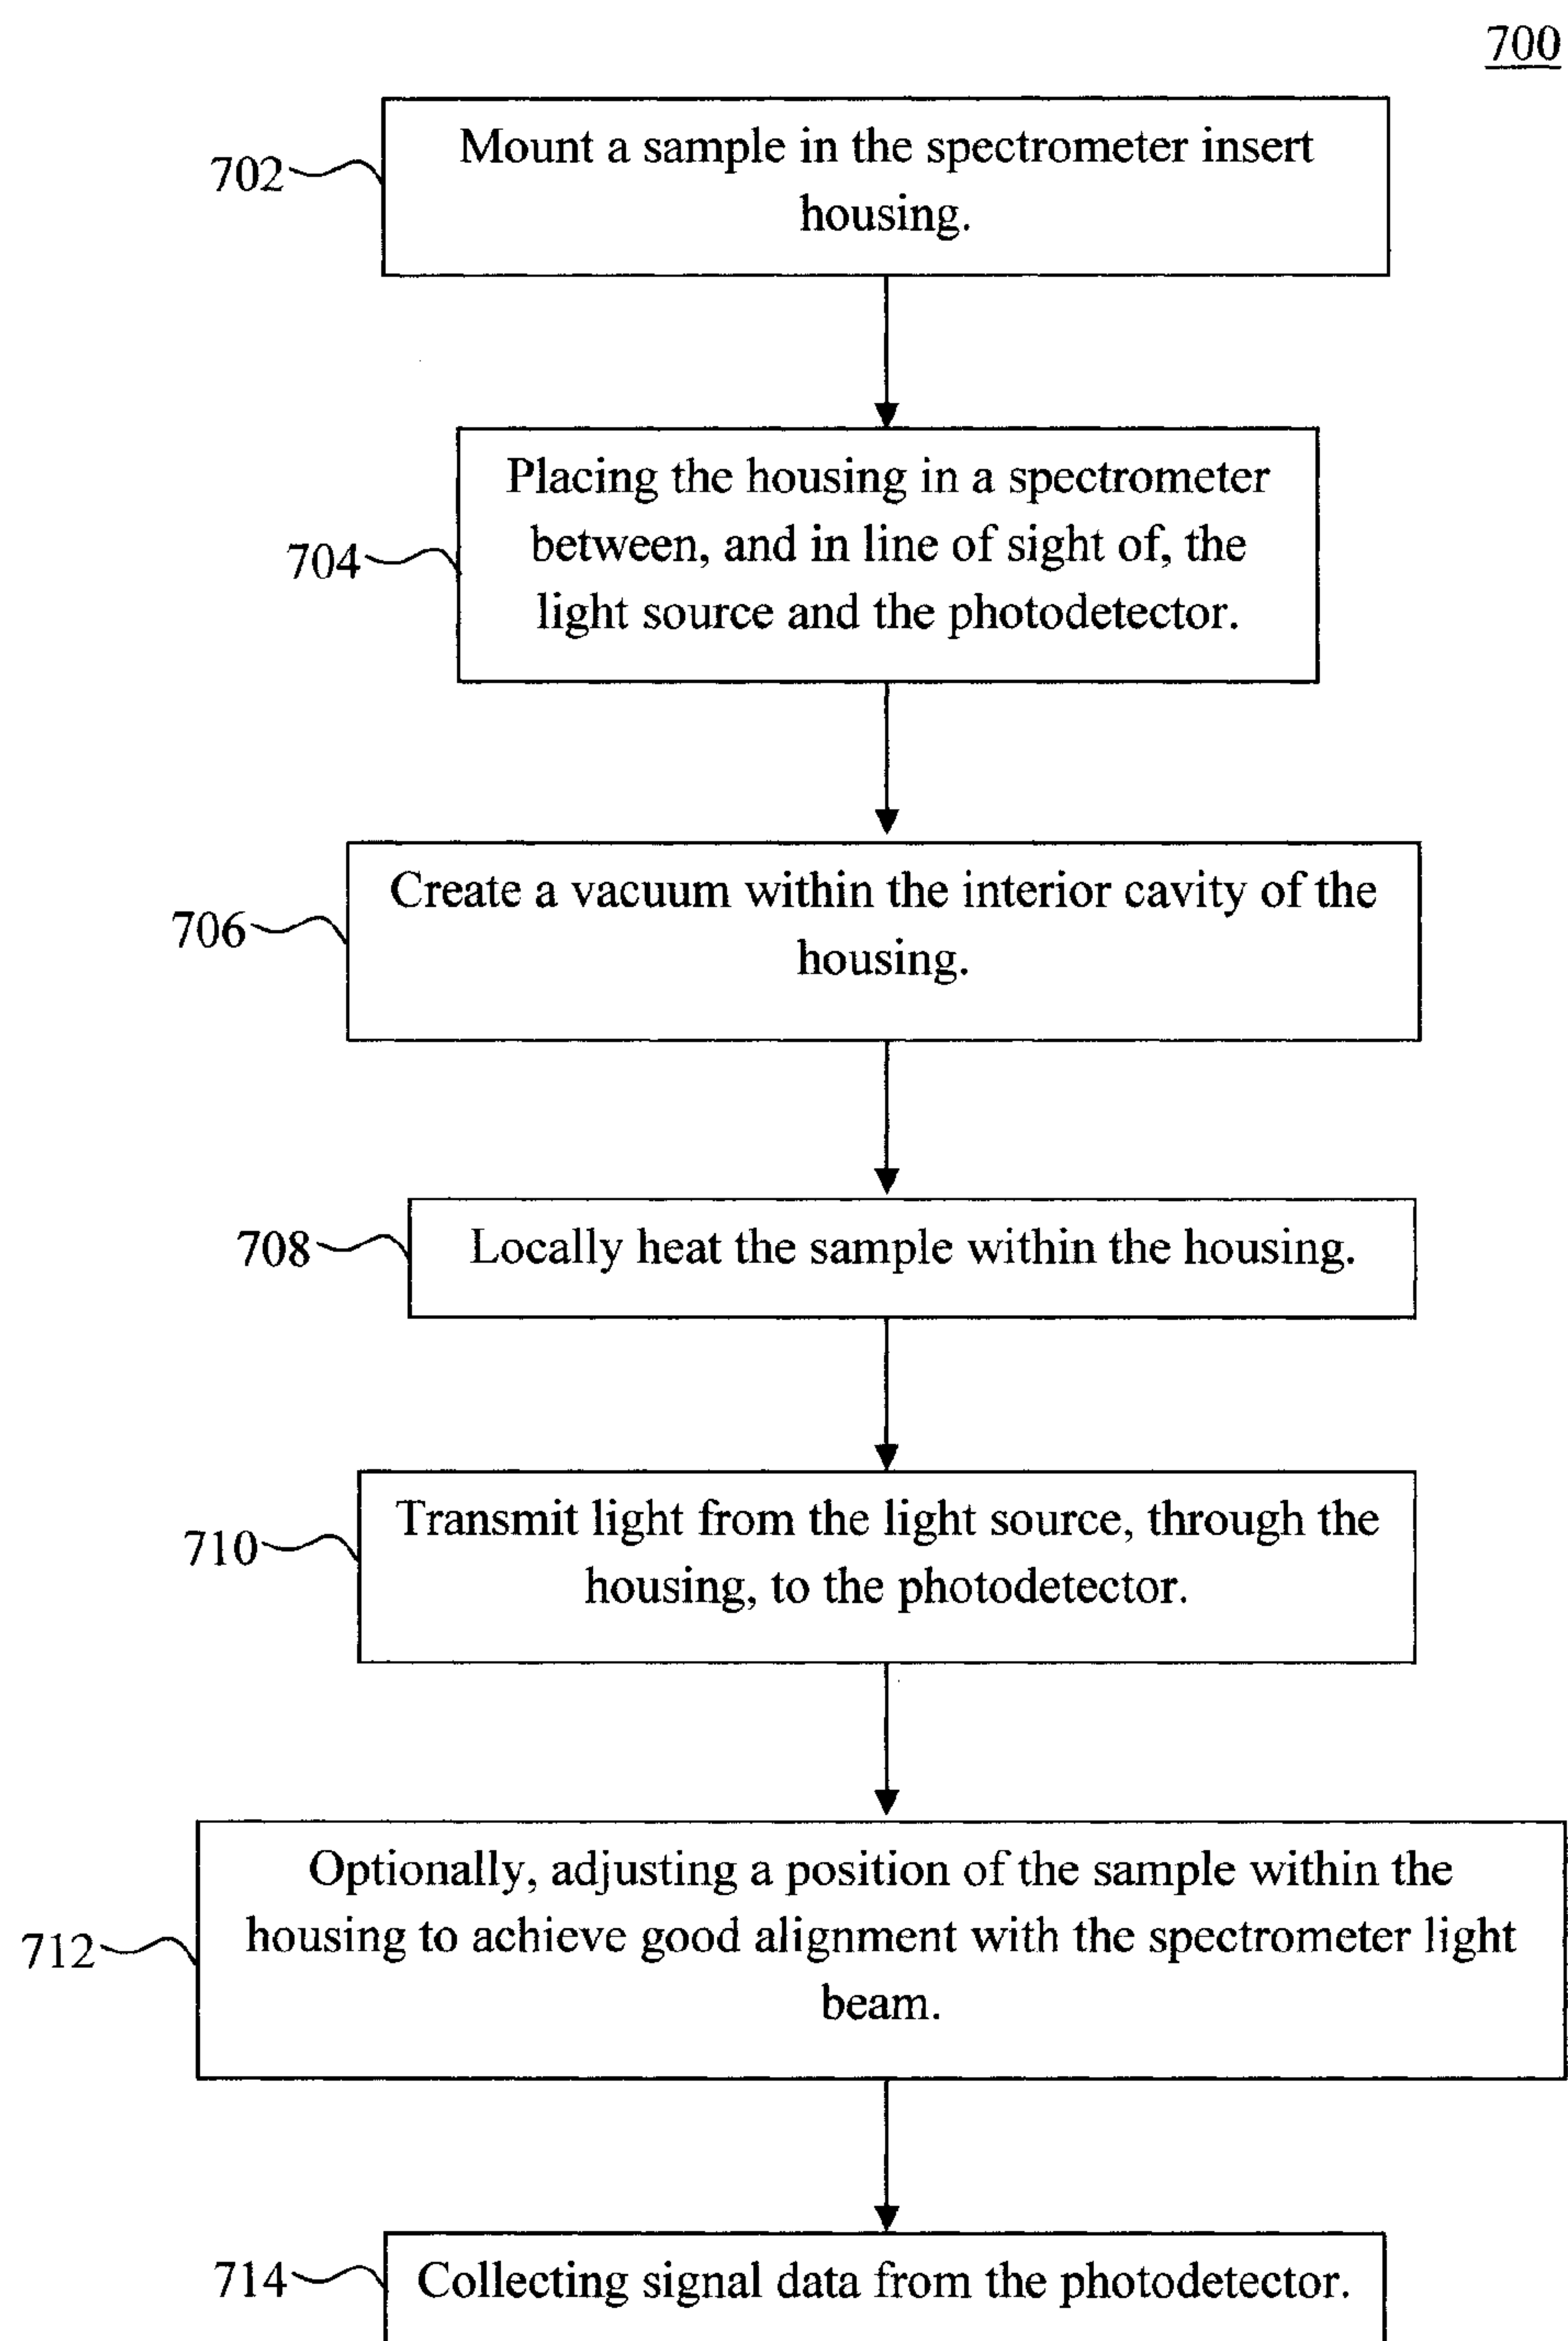 700
702
Mount a sample in the spectrometer insert
housing.
704
Placing the housing in a spectrometer
between, and in line of sight of, the
light source and the photodetector.
706
Create a vacuum within the interior cavity of the
housing.
708
Locally heat the sample within the housing.
710
Transmit light from the light source, through the
housing, to the photodetector.
712
Optionally, adjusting a position of the sample within the
housing to achieve good alignment with the spectrometer light
beam.
714
Collecting signal data from the photodetector.